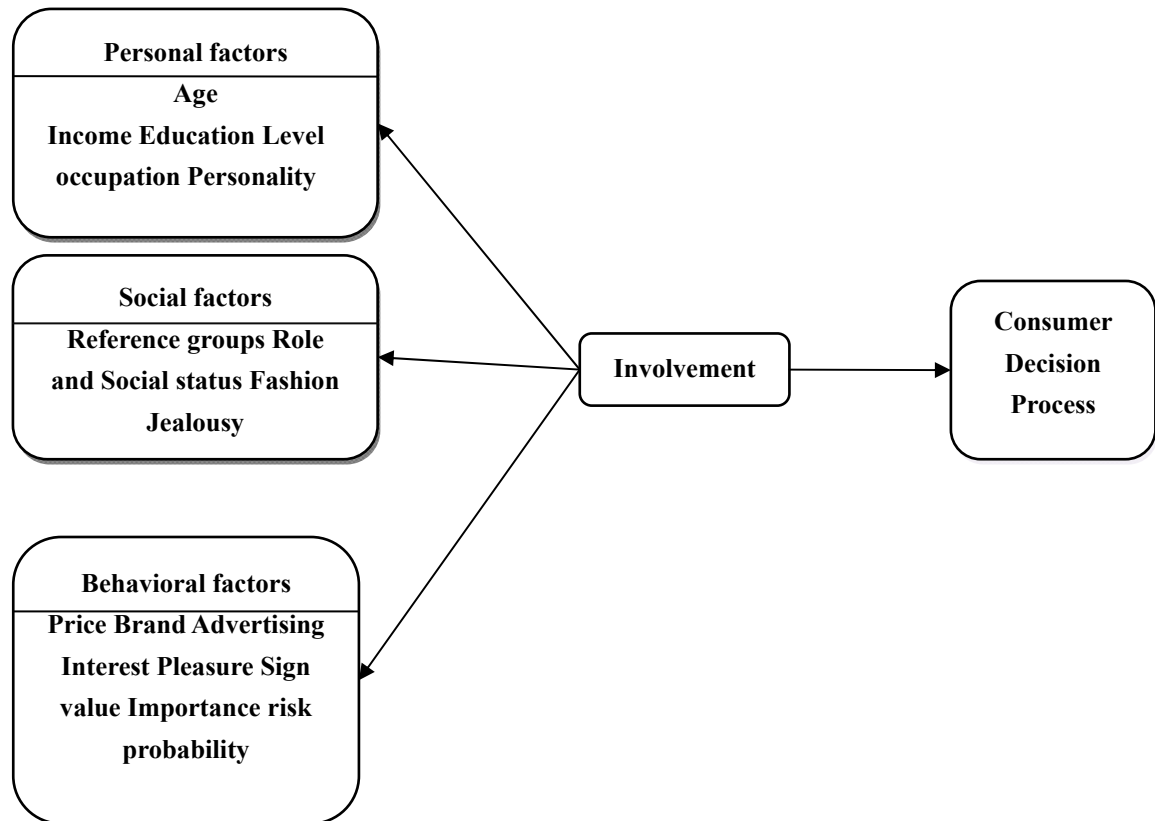 Personal factors
Age
Income Education Level
occupation Personality
Social factors
Reference groups Role
and Social status Fashion
Jealousy
Behavioral factors
Price Brand Advertising
Interest Pleasure Sign
value Importance risk
probability
Involvement
Consumer
Decision
Process